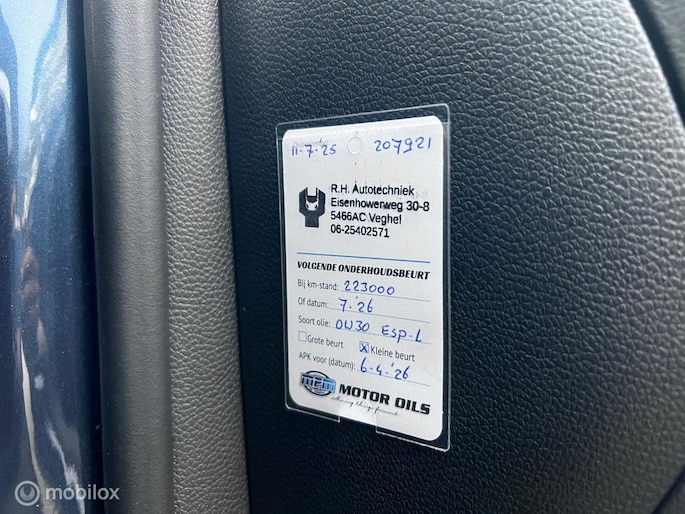 11-7-'25 207921
R.H. Autotechniek
Eisenhowerweg 30-8
5466AC Veghel
06-25402571
VOLGENDE ONDERHOUDSBEURT
Bij km-stand: 223000
Of datum: 7-'26
Soort olie: 0W30 Esp-L
Grote beurt Kleine beurt
APK voor (datum): 6-4-'26
MPM MOTOR OILS
mobilox